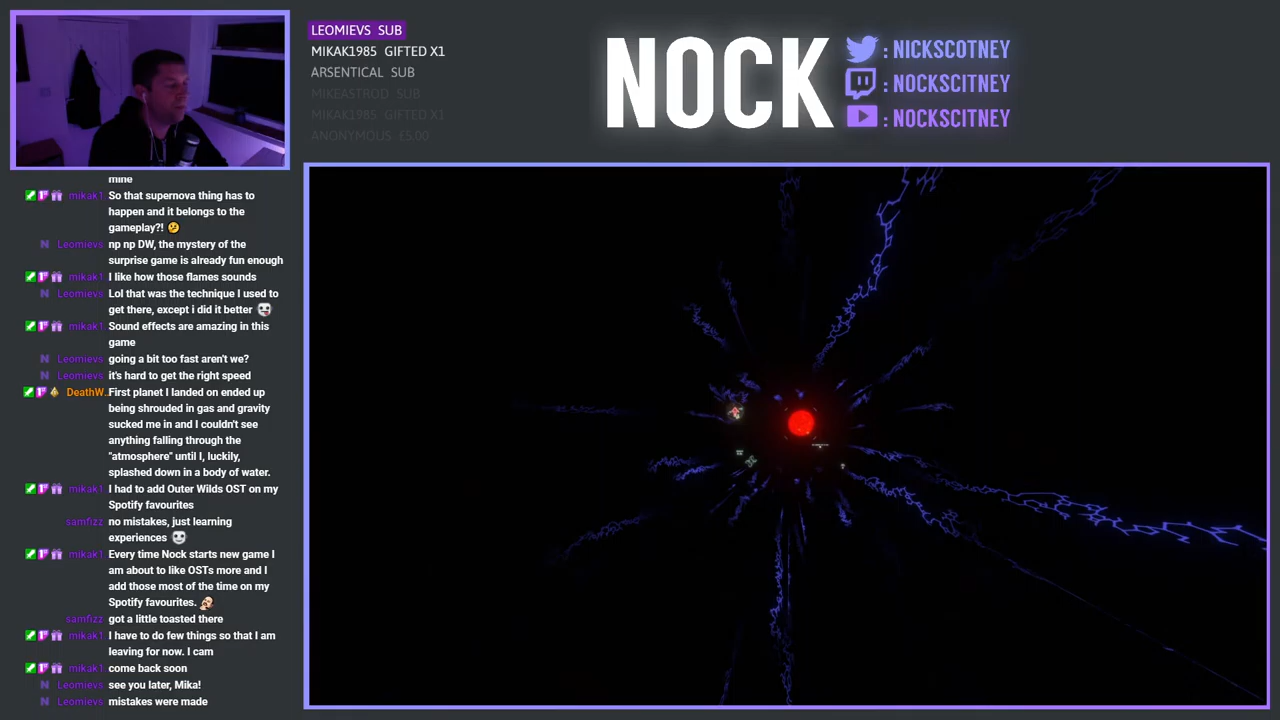 LEOMIEVS SUB
MIKAK1985 GIFTED X1
ARSENTICAL SUB
MIKEASTROD SUB
MIKAK1985 GIFTED X1
ANONYMOUS £5.00
NOCK
: NICKSCOTNEY
: NOCKSCITNEY
: NOCKSCITNEY
mine
mikak1 So that supernova thing has to
happen and it belongs to the
gameplay?! 🤔
N Leomievs np np DW, the mystery of the
surprise game is already fun enough
mikak1 I like how those flames sounds
N Leomievs Lol that was the technique I used to
get there, except i did it better
mikak1 Sound effects are amazing in this
game
N Leomievs going a bit too fast aren't we?
N Leomievs it's hard to get the right speed
DeathW.. First planet I landed on ended up
being shrouded in gas and gravity
sucked me in and I couldn't see
anything falling through the
"atmosphere" until I, luckily,
splashed down in a body of water.
mikak1 I had to add Outer Wilds OST on my
Spotify favourites
samfizz no mistakes, just learning
experiences
mikak1 Every time Nock starts new game I
am about to like OSTs more and I
add those most of the time on my
Spotify favourites.
samfizz got a little toasted there
mikak1 I have to do few things so that I am
leaving for now. I cam
mikak1 come back soon
N Leomievs see you later, Mika!
N Leomievs mistakes were made